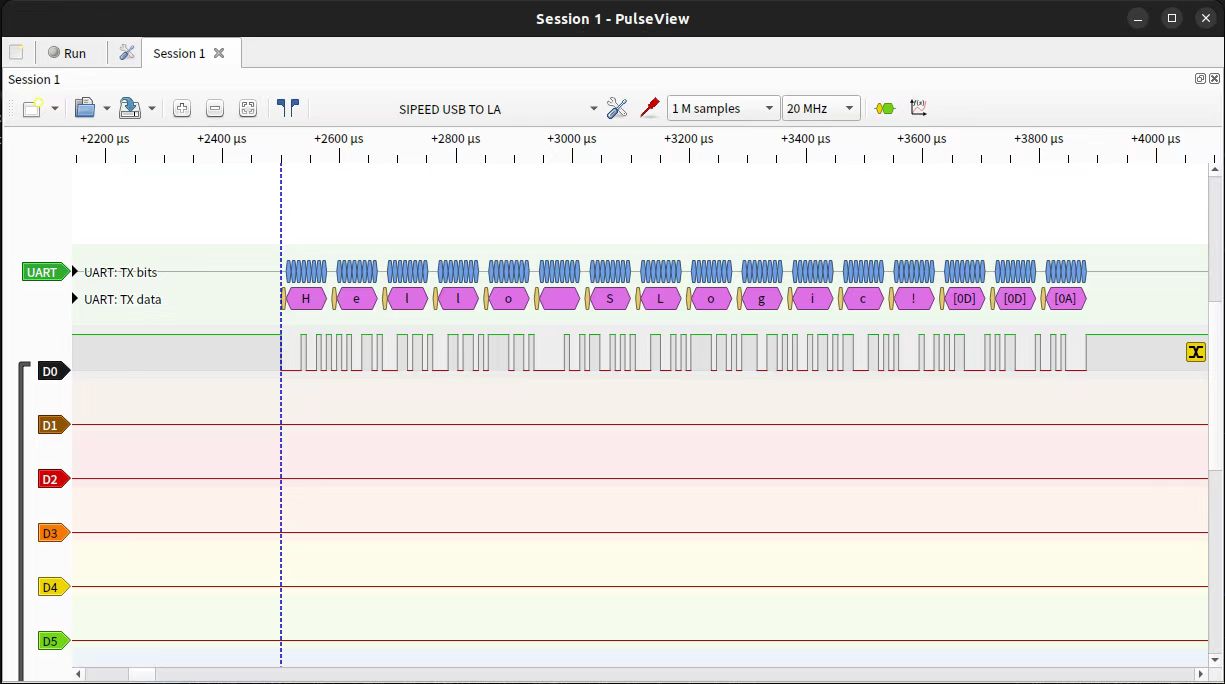 Session 1 - PulseView
Run
Session 1
Session 1
SIPEED USB TO LA
1 M samples
20 MHz
+2200 µs +2400 µs +2600 µs +2800 µs +3000 µs +3200 µs +3400 µs +3600 µs +3800 µs +4000 µs
UART
UART: TX bits
UART: TX data
H e l l o S L o g i c ! [0D] [0D] [0A]
D0
D1
D2
D3
D4
D5